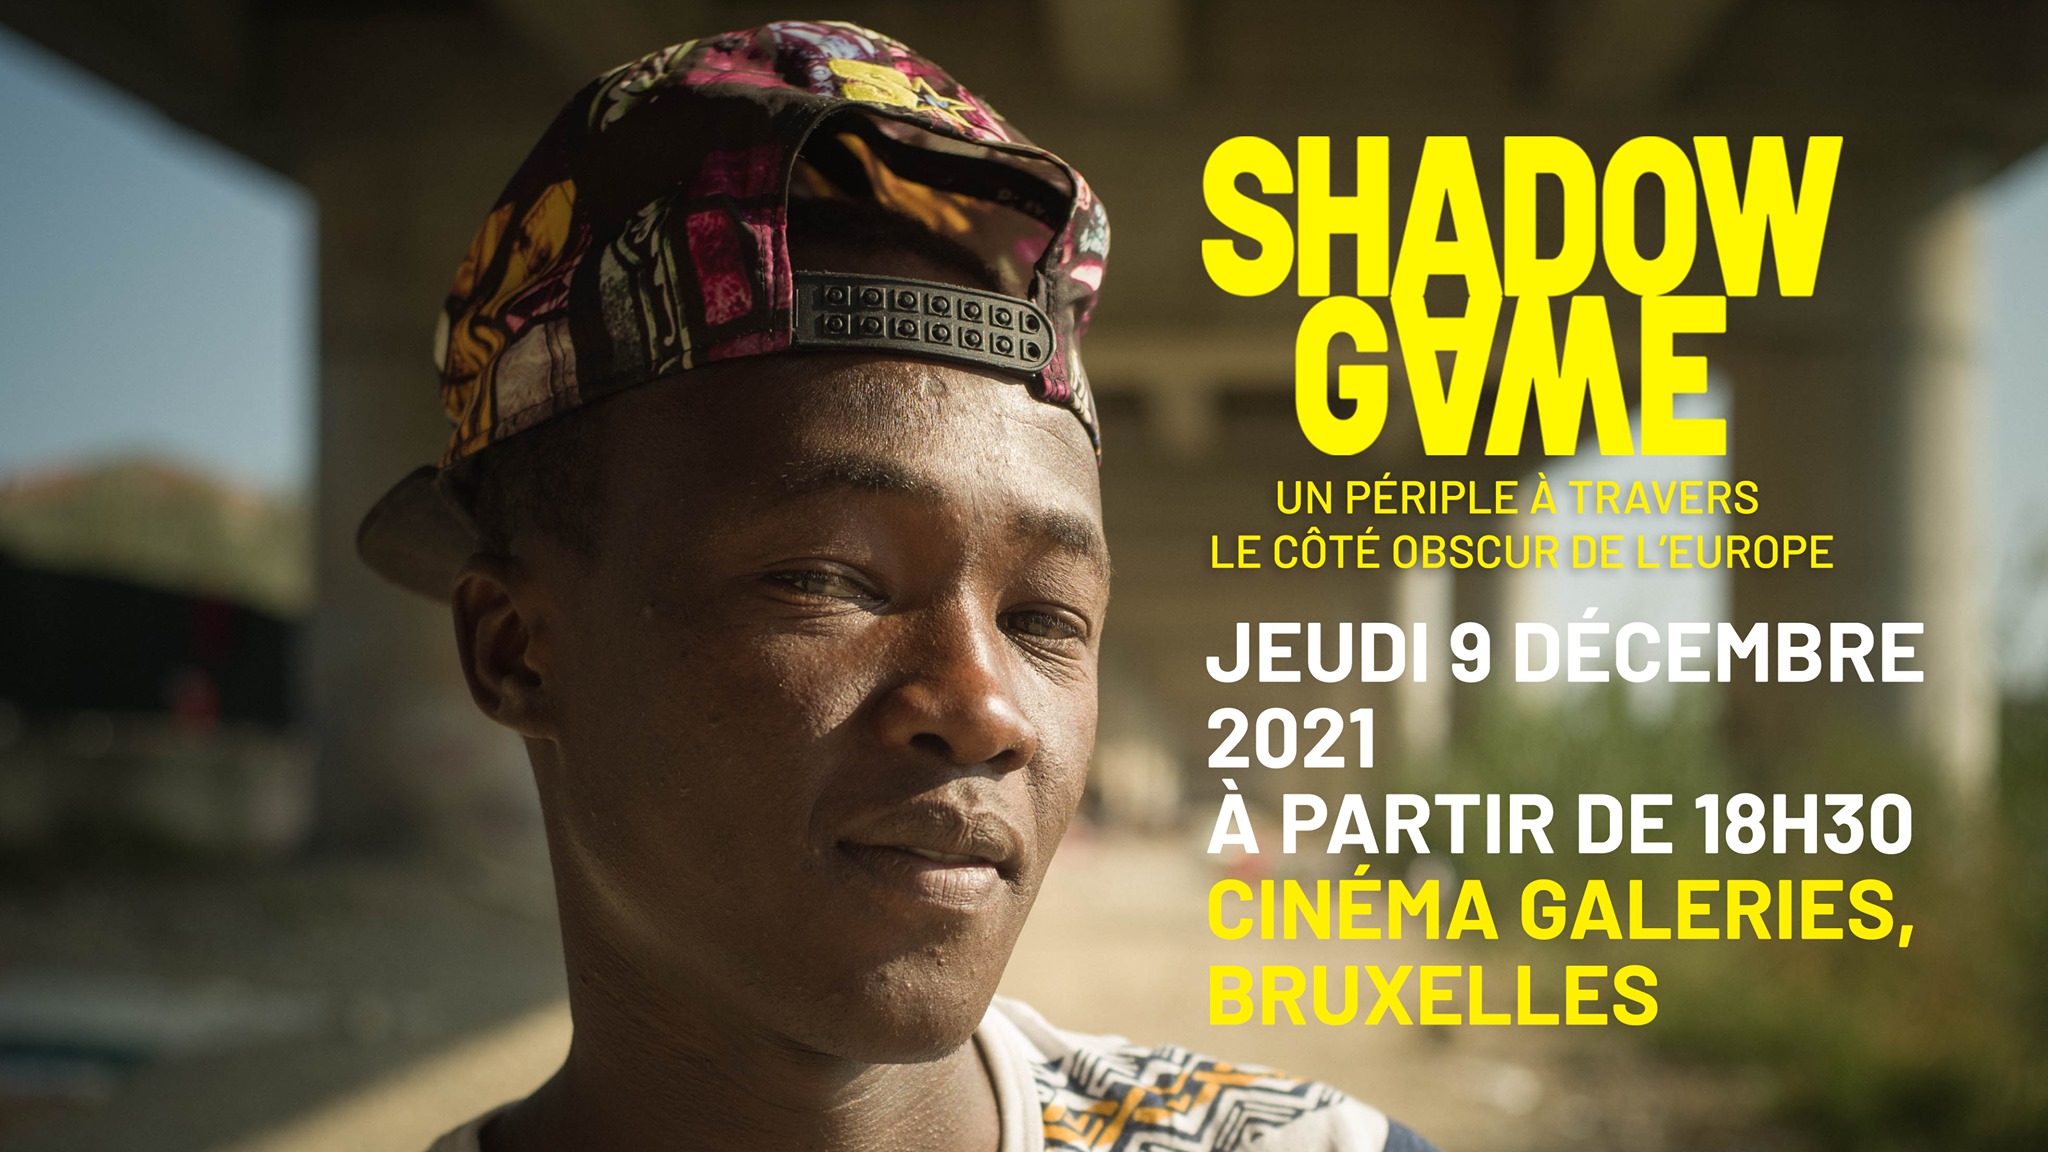 SHADOW
GAME
UN PÉRIPLE À TRAVERS
LE CÔTÉ OBSCUR DE L'EUROPE
JEUDI 9 DÉCEMBRE
2021
À PARTIR DE 18H30
CINÉMA GALERIES,
BRUXELLES